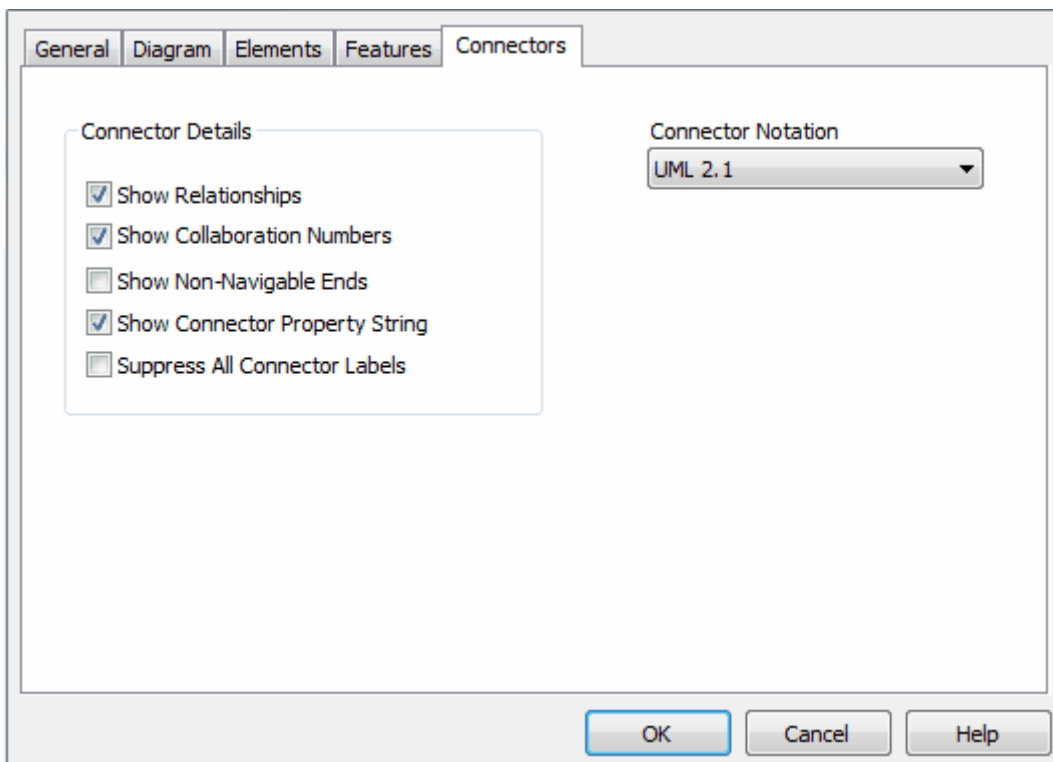 General Diagram Elements Features Connectors
Connector Details
Connector Notation
UML 2.1
Show Relationships
Show Collaboration Numbers
Show Non-Navigable Ends
Show Connector Property String
Suppress All Connector Labels
OK Cancel Help